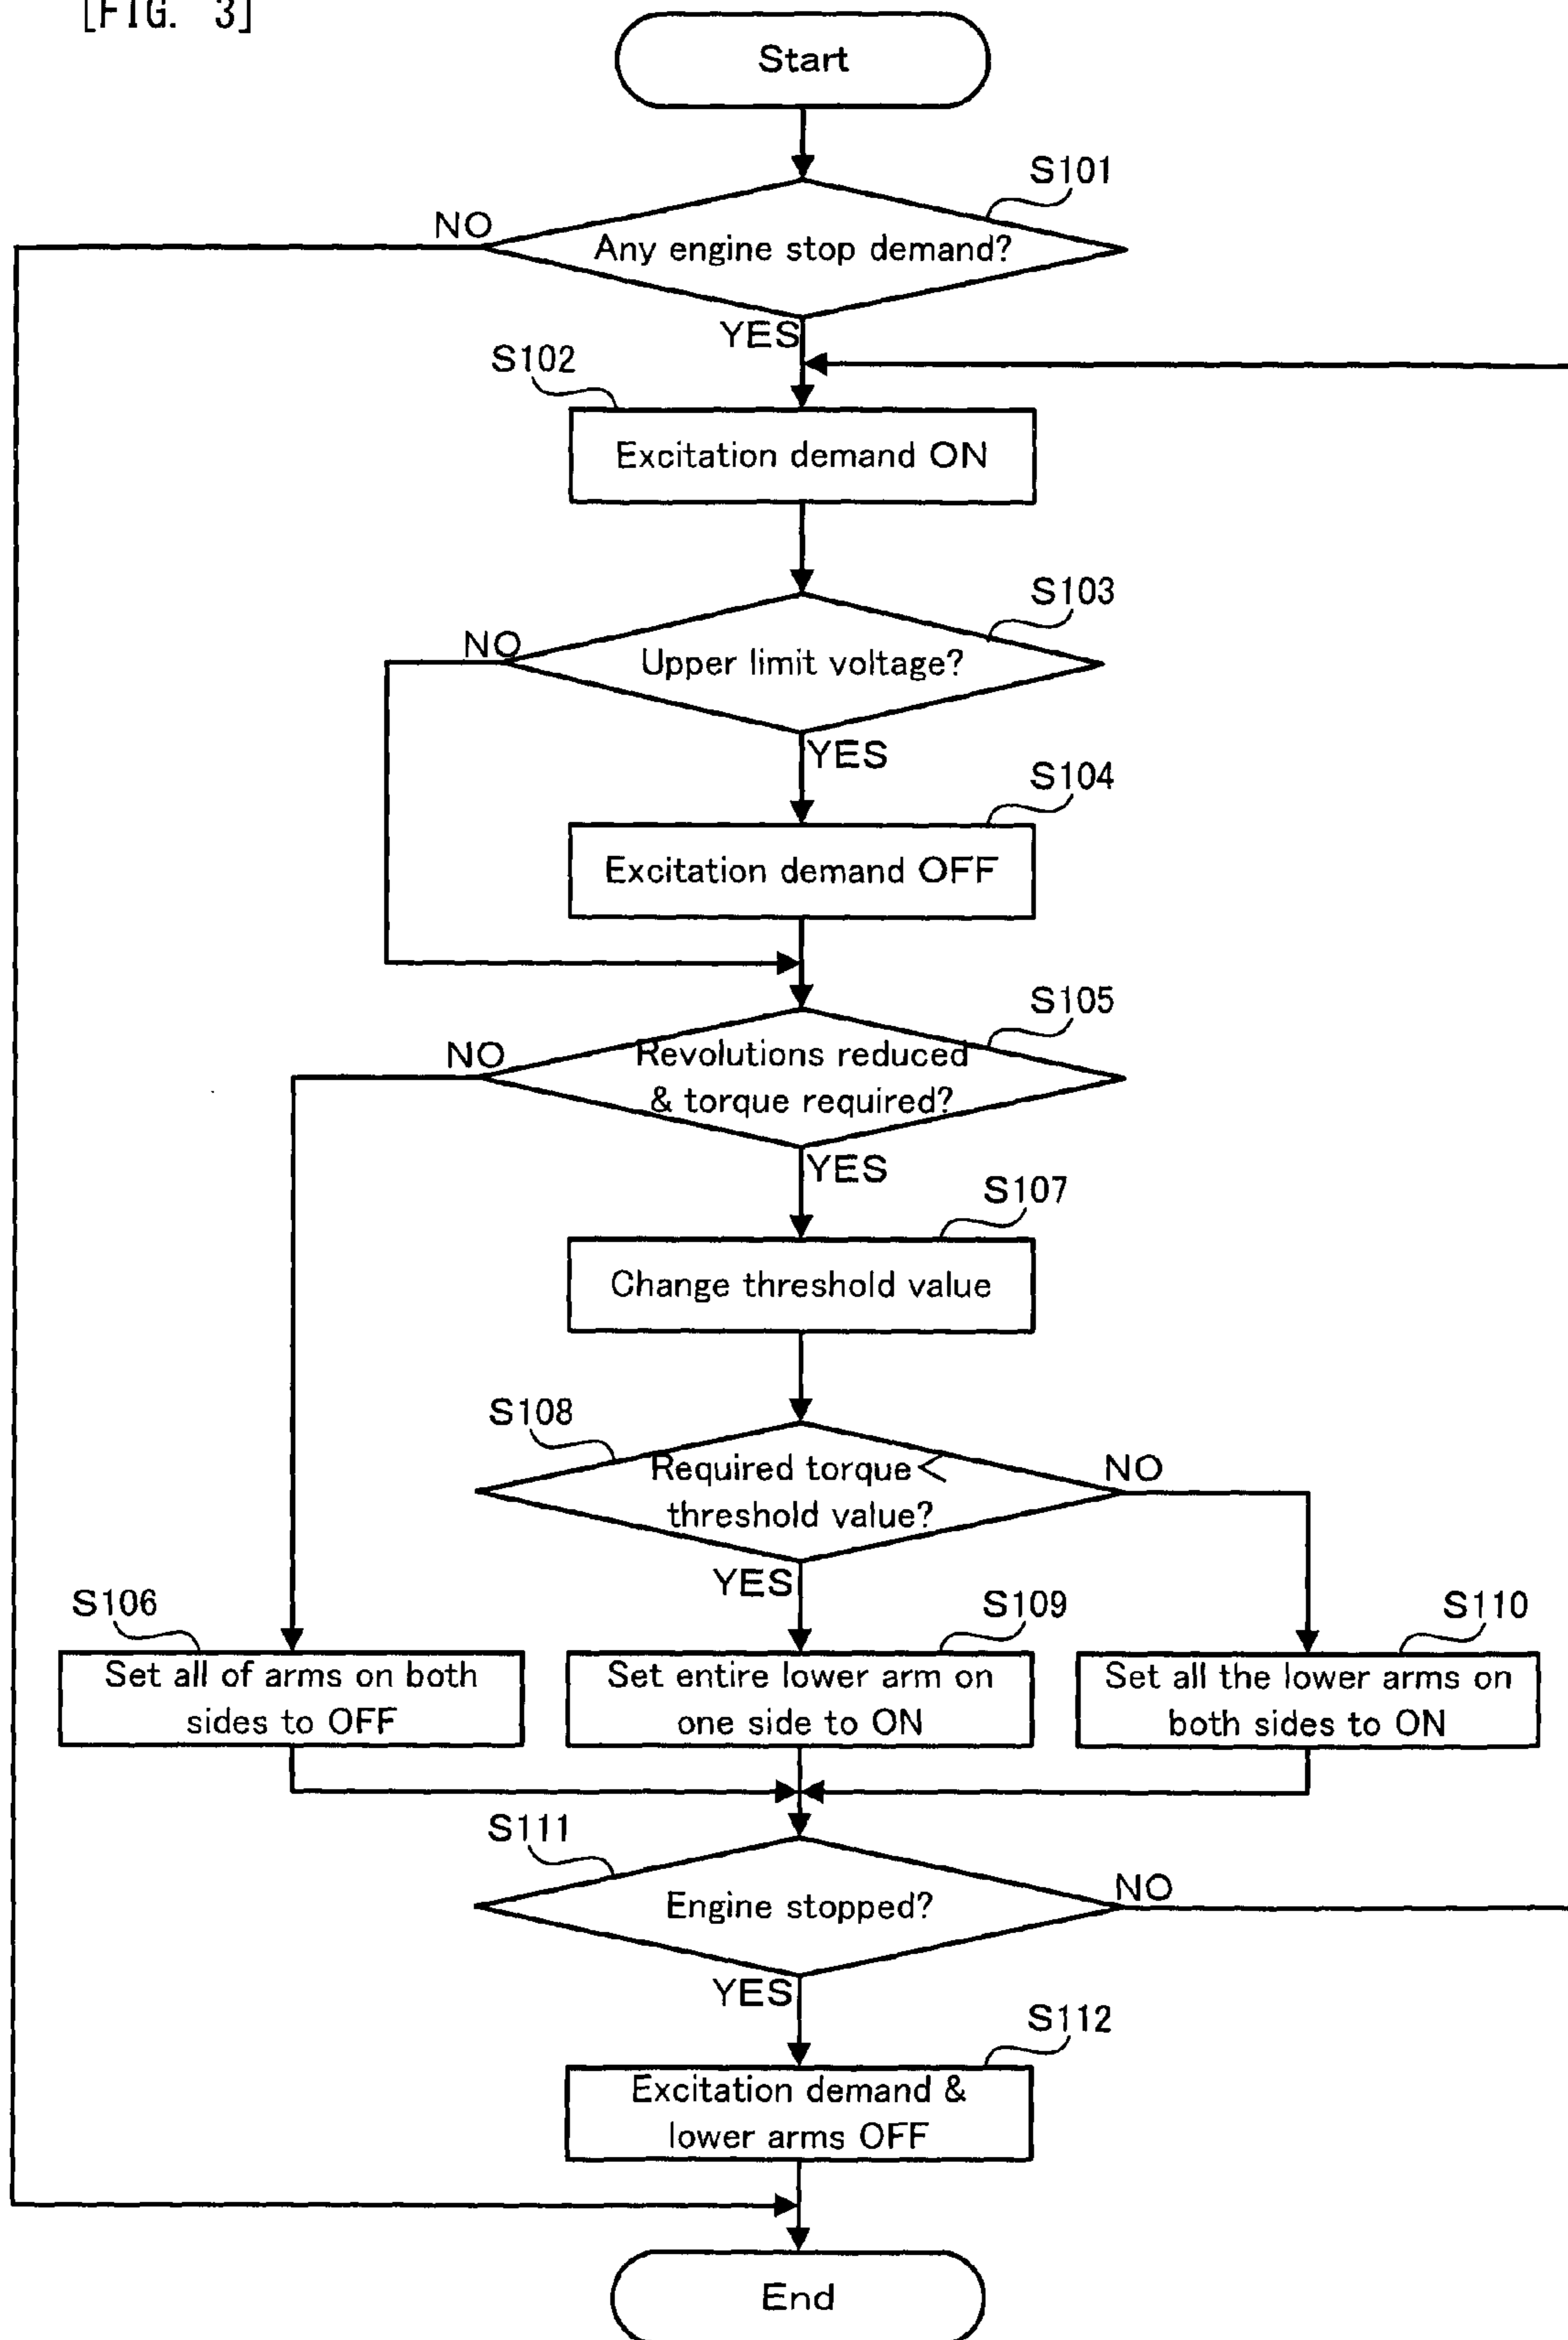 [FIG. 3]
Start
S101
NO
Any engine stop demand?
YES
S102
Excitation demand ON
S103
NO
Upper limit voltage?
YES
S104
Excitation demand OFF
S105
NO
Revolutions reduced
& torque required?
YES
S107
Change threshold value
S108
Required torque<
threshold value?
NO
YES
S106
S109
S110
Set all of arms on both
sides to OFF
Set entire lower arm on
one side to ON
Set all the lower arms on
both sides to ON
S111
Engine stopped?
NO
YES
S112
Excitation demand &
lower arms OFF
End